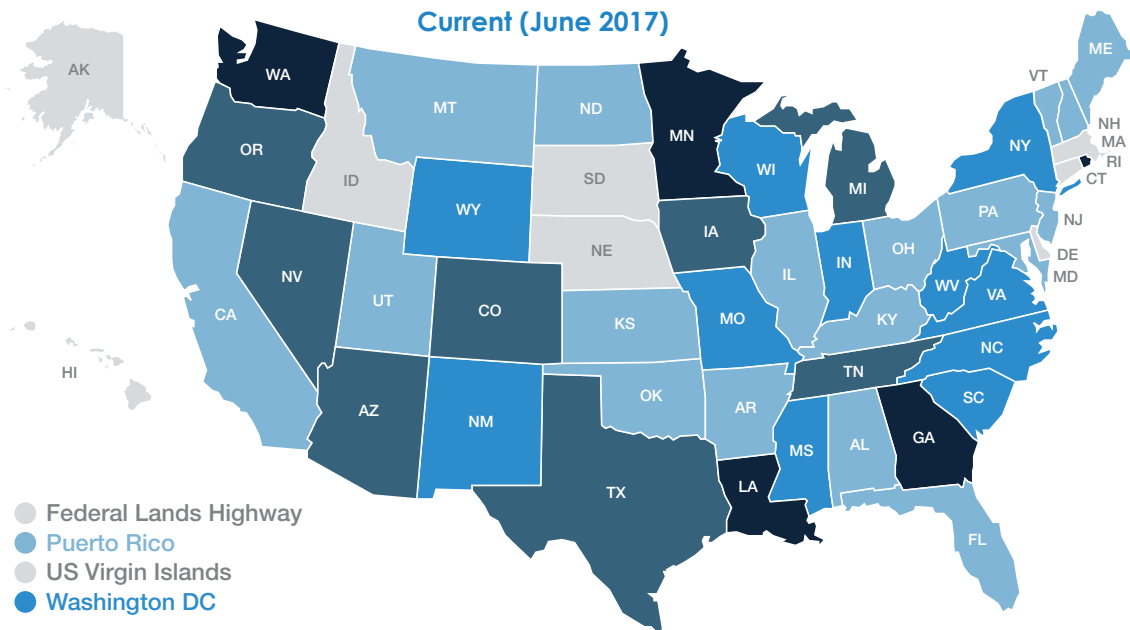 Current (June 2017)
AK
WA
MT
ND
MN
ME
VT
NH
MA
RI
CT
NY
OR
ID
SD
WI
MI
WY
IA
PA
NJ
NE
OH
DE
MD
NV
UT
CO
IL
IN
WV
VA
CA
KS
MO
KY
HI
AZ
NM
OK
AR
TN
NC
SC
TX
LA
MS
AL
GA
FL
Federal Lands Highway
Puerto Rico
US Virgin Islands
Washington DC